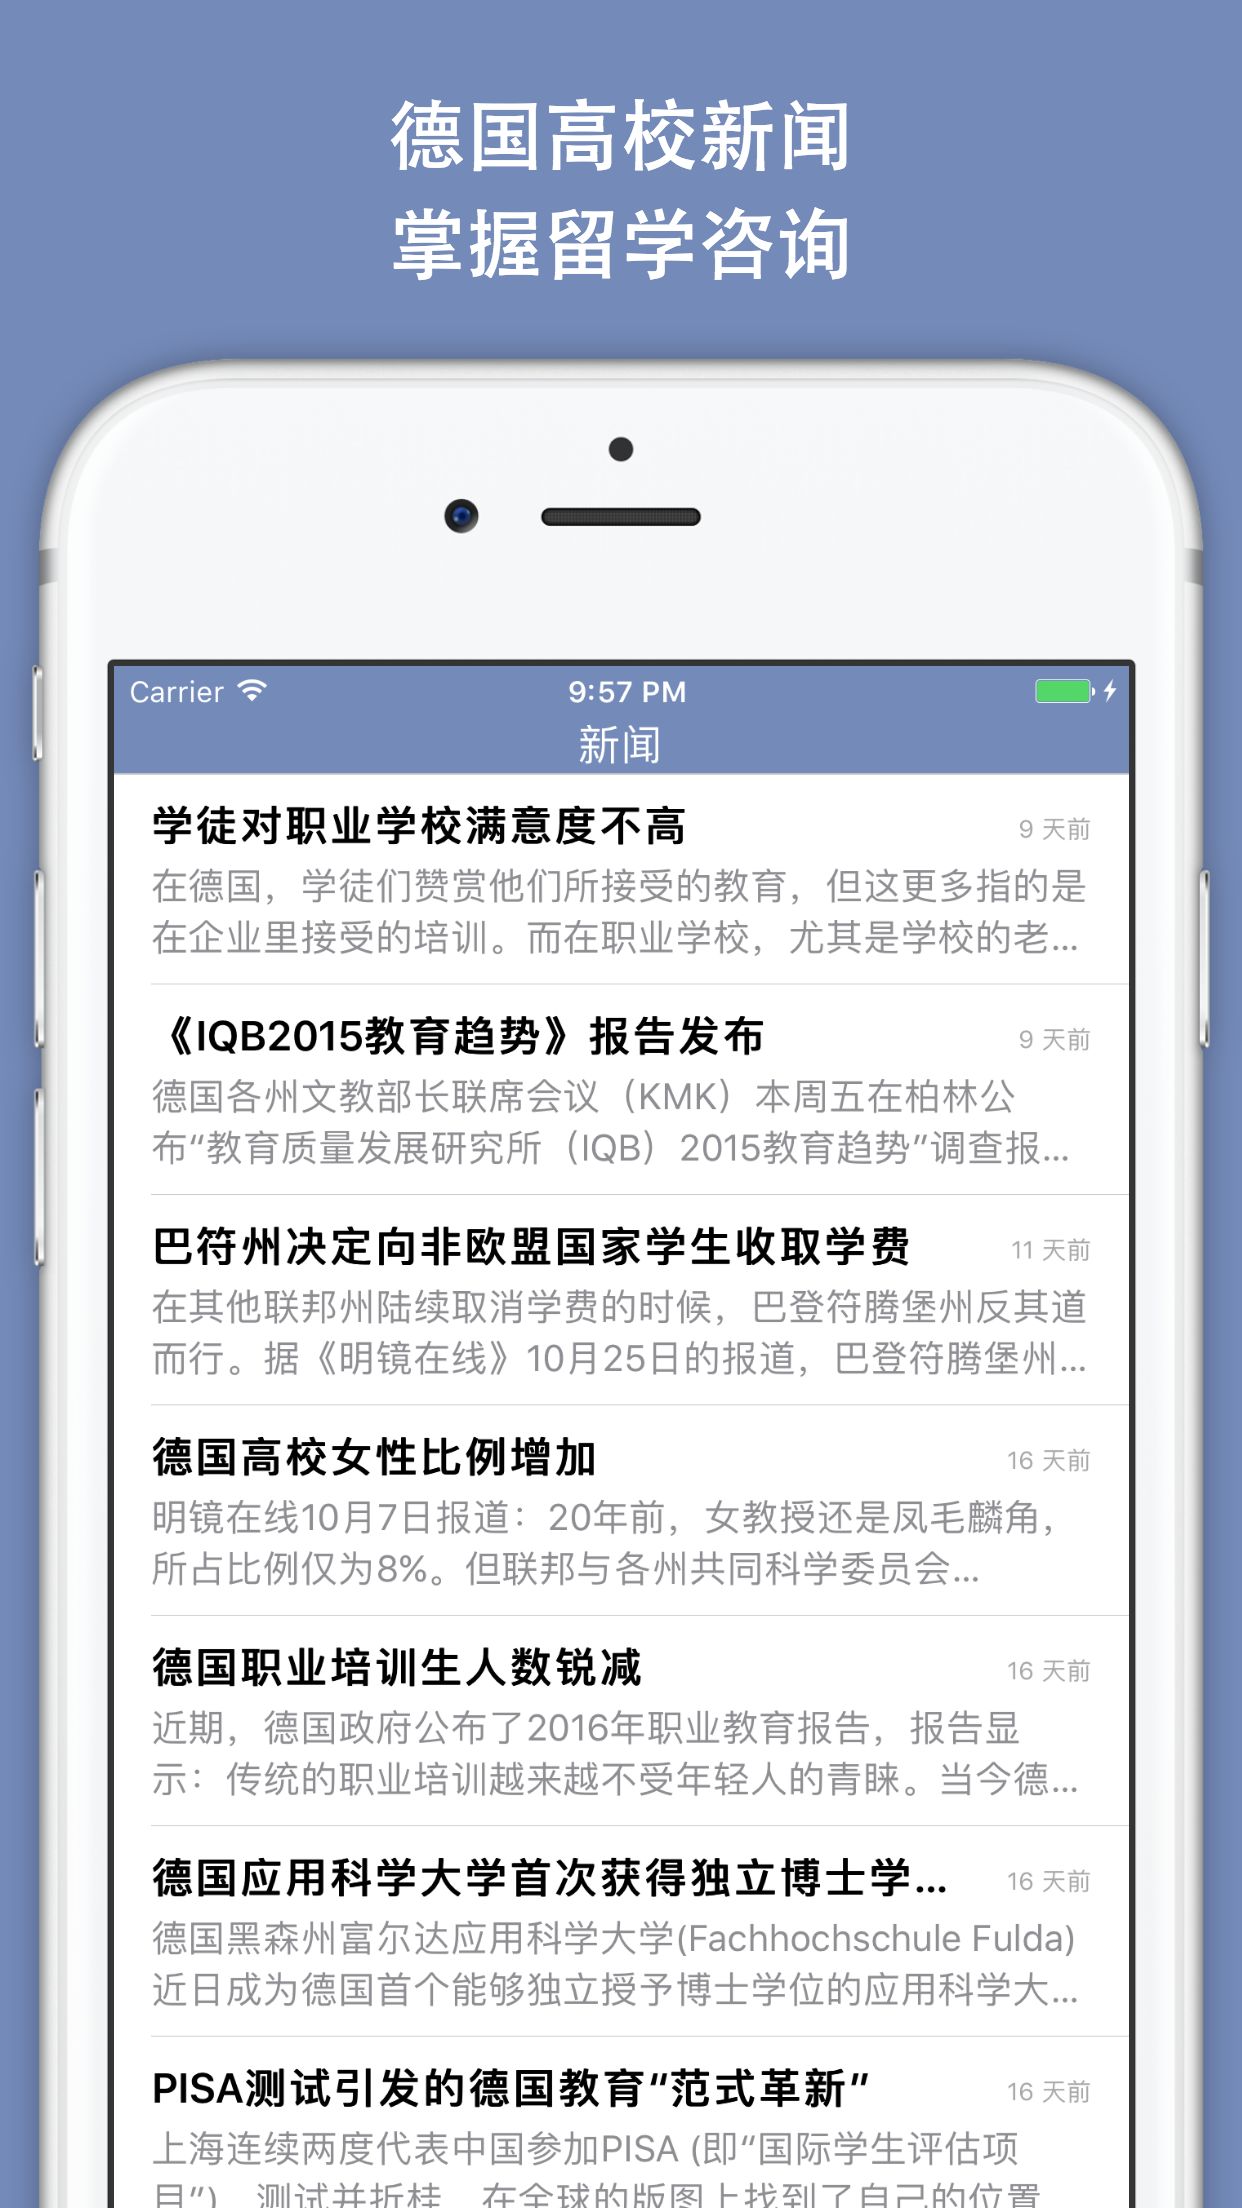 德国高校新闻
掌握留学咨询
Carrier 9:57 PM
新闻
学徒对职业学校满意度不高 9 天前
在德国，学徒们赞赏他们所接受的教育，但这更多指的是
在企业里接受的培训。而在职业学校，尤其是学校的老...
《IQB2015教育趋势》报告发布 9 天前
德国各州文教部长联席会议（KMK）本周五在柏林公
布“教育质量发展研究所（IQB）2015教育趋势”调查报...
巴符州决定向非欧盟国家学生收取学费 11 天前
在其他联邦州陆续取消学费的时候，巴登符腾堡州反其道
而行。据《明镜在线》10月25日的报道，巴登符腾堡州...
德国高校女性比例增加 16 天前
明镜在线10月7日报道：20年前，女教授还是凤毛麟角，
所占比例仅为8%。但联邦与各州共同科学委员会...
德国职业培训生人数锐减 16 天前
近期，德国政府公布了2016年职业教育报告，报告显
示：传统的职业培训越来越不受年轻人的青睐。当今德...
德国应用科学大学首次获得独立博士学... 16 天前
德国黑森州富尔达应用科学大学(Fachhochschule Fulda)
近日成为德国首个能够独立授予博士学位的应用科学大...
PISA测试引发的德国教育“范式革新” 16 天前
上海连续两度代表中国参加PISA (即“国际学生评估项
目”)　测试并折桂　在全球的版图上找到了自己的位置